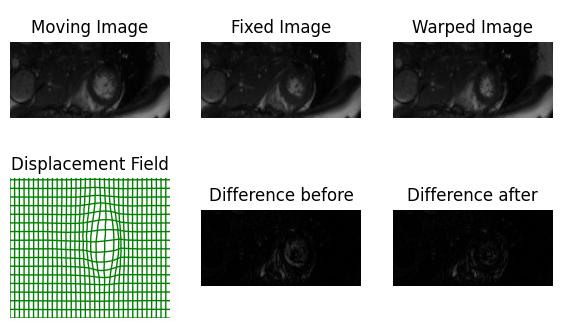 Moving Image
Fixed Image
Warped Image
Displacement Field
Difference before
Difference after